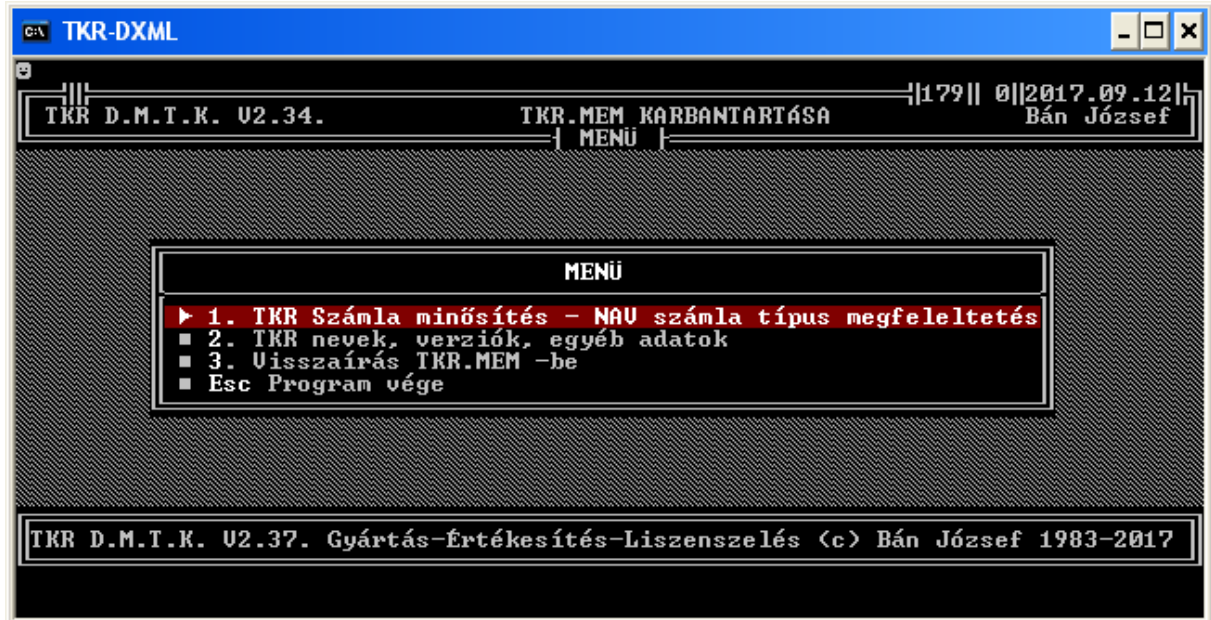 TKR-DXML
179 0 2017.09.12
TKR D.M.T.K. V2.34. TKR.MEM KARBANTARTÁSA Bán József
MENÜ
MENÜ
1. TKR Számla minősítés - NAV számla típus megfeleltetés
2. TKR nevek, verziók, egyéb adatok
3. Visszaírás TKR.MEM -be
Esc Program vége
TKR D.M.T.K. V2.37. Gyártás-Értékesítés-Liszenszelés (c) Bán József 1983-2017